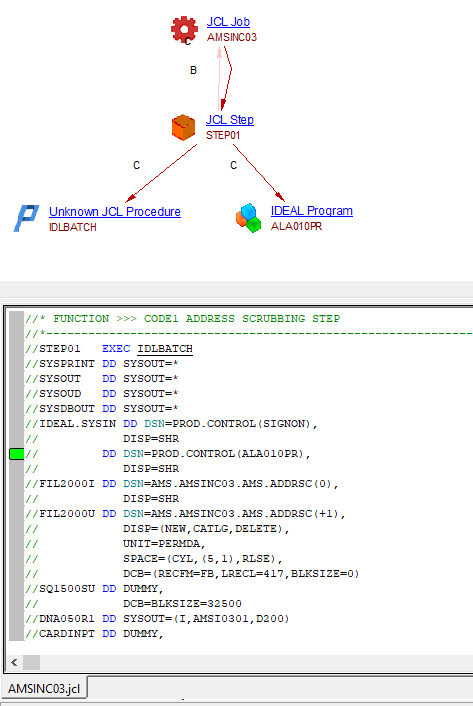 JCL Job
AMSINC03
B
JCL Step
STEP01
C
C
Unknown JCL Procedure
IDLBATCH
IDEAL Program
ALA010PR
//* FUNCTION >>> CODE1 ADDRESS SCRUBBING STEP
//*----------------------------------------------------------------
//STEP01   EXEC IDLBATCH
//SYSPRINT DD SYSOUT=*
//SYSOUT   DD SYSOUT=*
//SYSOUD   DD SYSOUT=*
//SYSDBOUT DD SYSOUT=*
//IDEAL.SYSIN DD DSN=PROD.CONTROL(SIGNON),
//            DISP=SHR
//         DD DSN=PROD.CONTROL(ALA010PR),
//            DISP=SHR
//FIL2000I DD DSN=AMS.AMSINC03.AMS.ADDRSC(0),
//            DISP=SHR
//FIL2000U DD DSN=AMS.AMSINC03.AMS.ADDRSC(+1),
//            DISP=(NEW,CATLG,DELETE),
//            UNIT=PERMDA,
//            SPACE=(CYL,(5,1),RLSE),
//            DCB=(RECFM=FB,LRECL=417,BLKSIZE=0)
//SQ1500SU DD DUMMY,
//            DCB=BLKSIZE=32500
//DNA050R1 DD SYSOUT=(I,AMSI0301,D200)
//CARDINPT DD DUMMY,
AMSINC03.jcl